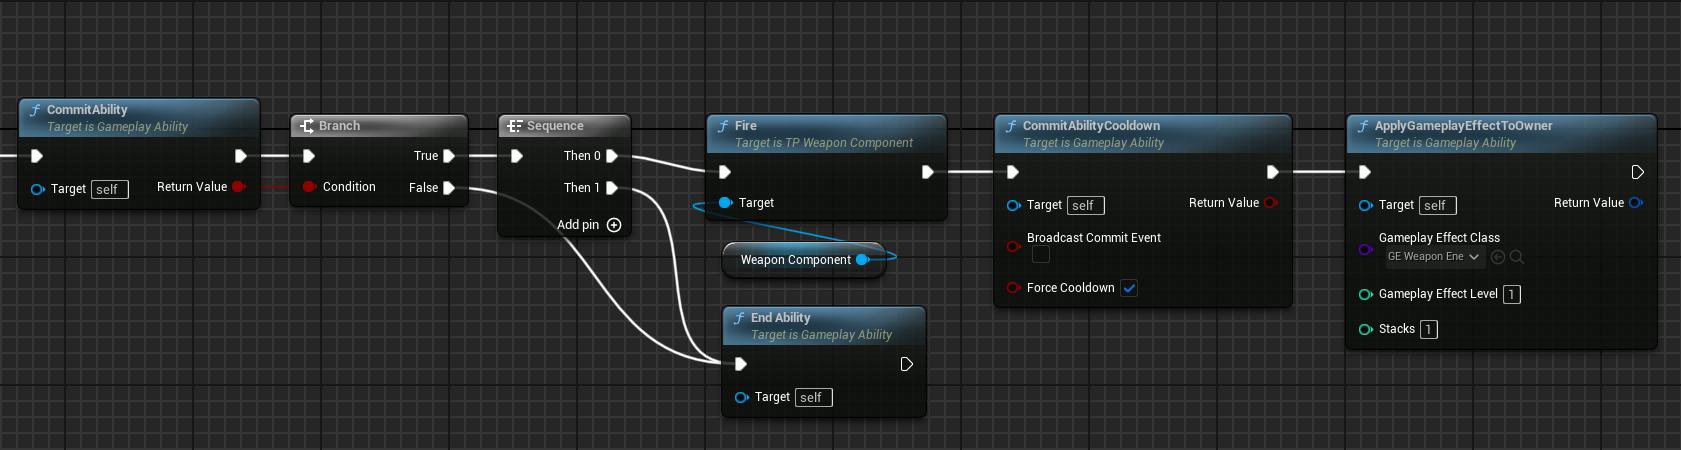 CommitAbility
Target is Gameplay Ability
Target self
Return Value
Branch
True
Condition
False
Sequence
Then 0
Then 1
Add pin
Fire
Target is TP Weapon Component
Target
Weapon Component
End Ability
Target is Gameplay Ability
Target self
CommitAbilityCooldown
Target is Gameplay Ability
Target self
Return Value
Broadcast Commit Event
Force Cooldown
ApplyGameplayEffectToOwner
Target is Gameplay Ability
Target self
Return Value
Gameplay Effect Class
GE Weapon Ene
Gameplay Effect Level 1
Stacks 1